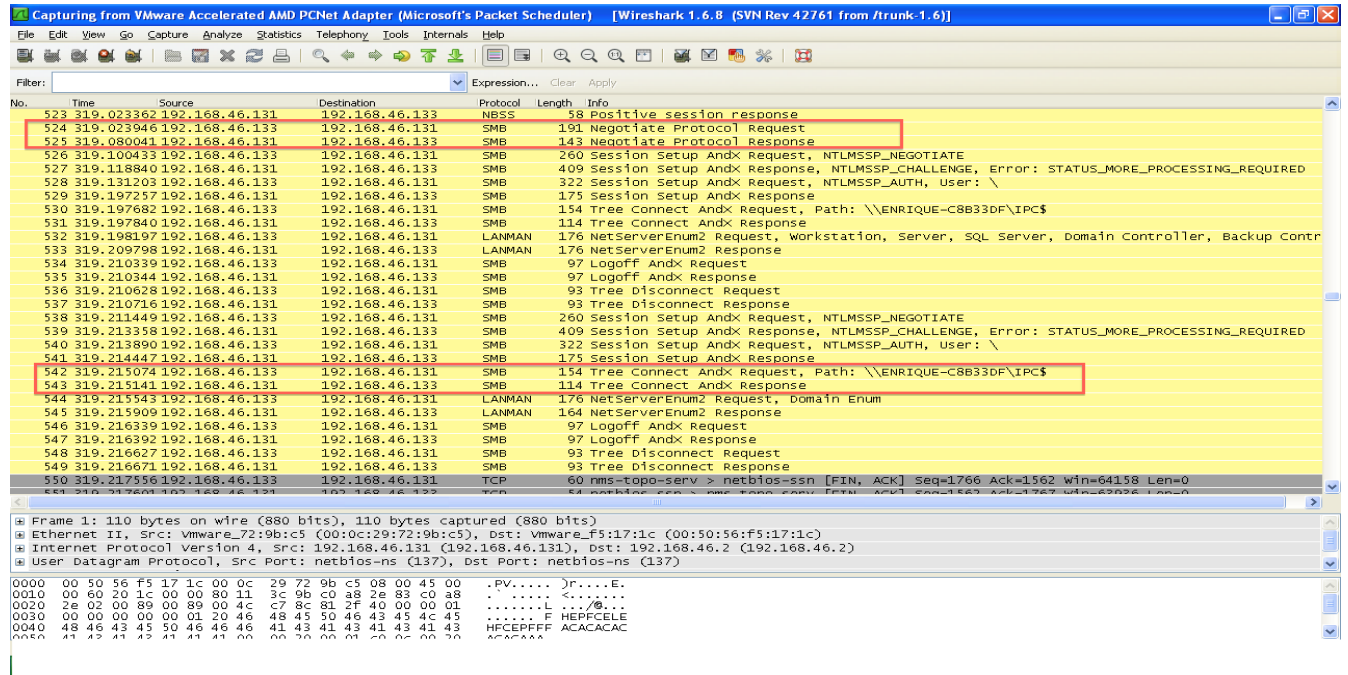 Capturing from VMware Accelerated AMD PCNet Adapter (Microsoft's Packet Scheduler) [Wireshark 1.6.8 (SVN Rev 42761 from /trunk-1.6)]
File Edit View Go Capture Analyze Statistics Telephony Tools Internals Help
Filter: Expression... Clear Apply
No. Time Source Destination Protocol Length Info
523 319.023362 192.168.46.131 192.168.46.133 NBSS 58 Positive session response
524 319.023946 192.168.46.133 192.168.46.131 SMB 191 Negotiate Protocol Request
525 319.080041 192.168.46.131 192.168.46.133 SMB 143 Negotiate Protocol Response
526 319.100433 192.168.46.133 192.168.46.131 SMB 260 Session Setup AndX Request, NTLMSSP_NEGOTIATE
527 319.118840 192.168.46.131 192.168.46.133 SMB 409 Session Setup AndX Response, NTLMSSP_CHALLENGE, Error: STATUS_MORE_PROCESSING_REQUIRED
528 319.131203 192.168.46.133 192.168.46.131 SMB 322 Session Setup AndX Request, NTLMSSP_AUTH, User: \
529 319.197257 192.168.46.131 192.168.46.133 SMB 175 Session Setup AndX Response
530 319.197682 192.168.46.133 192.168.46.131 SMB 154 Tree Connect AndX Request, Path: \\ENRIQUE-C8B33DF\IPC$
531 319.197840 192.168.46.131 192.168.46.133 SMB 114 Tree Connect AndX Response
532 319.198197 192.168.46.133 192.168.46.131 LANMAN 176 NetServerEnum2 Request, Workstation, Server, SQL Server, Domain Controller, Backup Contr
533 319.209798 192.168.46.131 192.168.46.133 LANMAN 176 NetServerEnum2 Response
534 319.210339 192.168.46.133 192.168.46.131 SMB 97 Logoff AndX Request
535 319.210344 192.168.46.131 192.168.46.133 SMB 97 Logoff AndX Response
536 319.210628 192.168.46.133 192.168.46.131 SMB 93 Tree Disconnect Request
537 319.210716 192.168.46.131 192.168.46.133 SMB 93 Tree Disconnect Response
538 319.211449 192.168.46.133 192.168.46.131 SMB 260 Session Setup AndX Request, NTLMSSP_NEGOTIATE
539 319.213358 192.168.46.131 192.168.46.133 SMB 409 Session Setup AndX Response, NTLMSSP_CHALLENGE, Error: STATUS_MORE_PROCESSING_REQUIRED
540 319.213890 192.168.46.133 192.168.46.131 SMB 322 Session Setup AndX Request, NTLMSSP_AUTH, User: \
541 319.214447 192.168.46.131 192.168.46.133 SMB 175 Session Setup AndX Response
542 319.215074 192.168.46.133 192.168.46.131 SMB 154 Tree Connect AndX Request, Path: \\ENRIQUE-C8B33DF\IPC$
543 319.215141 192.168.46.131 192.168.46.133 SMB 114 Tree Connect AndX Response
544 319.215543 192.168.46.133 192.168.46.131 LANMAN 176 NetServerEnum2 Request, Domain Enum
545 319.215909 192.168.46.131 192.168.46.133 LANMAN 164 NetServerEnum2 Response
546 319.216339 192.168.46.133 192.168.46.131 SMB 97 Logoff AndX Request
547 319.216392 192.168.46.131 192.168.46.133 SMB 97 Logoff AndX Response
548 319.216627 192.168.46.133 192.168.46.131 SMB 93 Tree Disconnect Request
549 319.216671 192.168.46.131 192.168.46.133 SMB 93 Tree Disconnect Response
550 319.217556 192.168.46.133 192.168.46.131 TCP 60 nms-topo-serv > netbios-ssn [FIN, ACK] Seq=1766 Ack=1562 Win=64158 Len=0
551 319.217601 192.168.46.131 192.168.46.133 TCP 54 netbios-ssn > nms-topo-serv [FIN, ACK] Seq=1562 Ack=1767 Win=63936 Len=0
Frame 1: 110 bytes on wire (880 bits), 110 bytes captured (880 bits)
Ethernet II, Src: Vmware_72:9b:c5 (00:0c:29:72:9b:c5), Dst: Vmware_f5:17:1c (00:50:56:f5:17:1c)
Internet Protocol Version 4, Src: 192.168.46.131 (192.168.46.131), Dst: 192.168.46.2 (192.168.46.2)
User Datagram Protocol, Src Port: netbios-ns (137), Dst Port: netbios-ns (137)
0000 00 50 56 f5 17 1c 00 0c 29 72 9b c5 08 00 45 00 .PV..... )r....E.
0010 00 60 20 1c 00 00 80 11 3c 9b c0 a8 2e 83 c0 a8 .` ..... <.......
0020 2e 02 00 89 00 89 00 4c c7 8c 81 2f 40 00 00 01 .......L .../@...
0030 00 00 00 00 00 01 20 46 48 45 50 46 43 45 4c 45 ...... F HEPFCELE
0040 48 46 43 45 50 46 46 46 41 43 41 43 41 43 41 43 HFCEPFFF ACACACAC